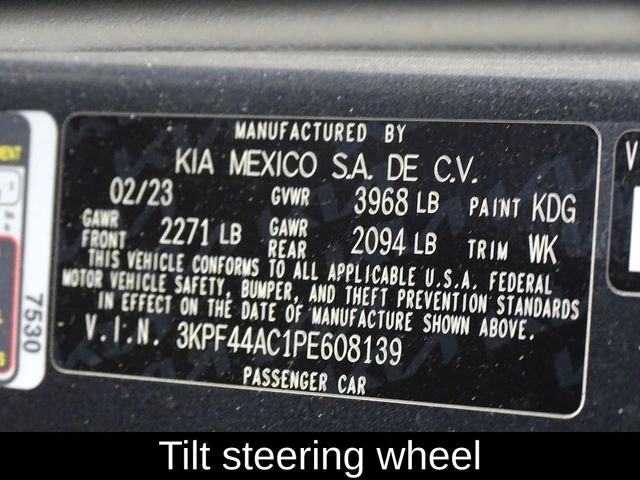 MANUFACTURED BY
KIA MEXICO S.A. DE C.V.
02/23 GVWR 3968 LB PAINT KDG
GAWR FRONT 2271 LB GAWR REAR 2094 LB TRIM WK
THIS VEHICLE CONFORMS TO ALL APPLICABLE U.S.A. FEDERAL
MOTOR VEHICLE SAFETY, BUMPER, AND THEFT PREVENTION STANDARDS
IN EFFECT ON THE DATE OF MANUFACTURE SHOWN ABOVE.
V.I.N. 3KPF44AC1PE608139
PASSENGER CAR
7530
Tilt steering wheel